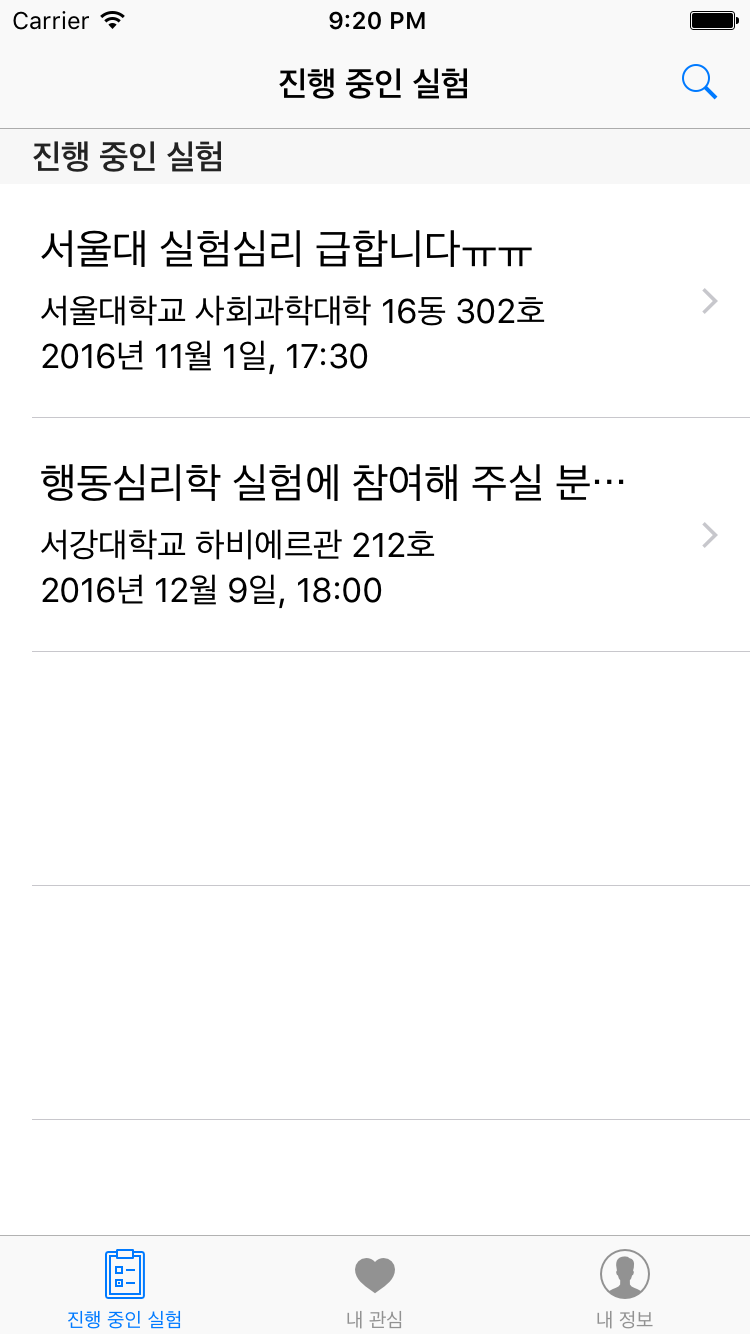 Carrier 9:20 PM
진행 중인 실험
진행 중인 실험
서울대 실험심리 급합니다ㅠㅠ
서울대학교 사회과학대학 16동 302호
2016년 11월 1일, 17:30
행동심리학 실험에 참여해 주실 분…
서강대학교 하비에르관 212호
2016년 12월 9일, 18:00
진행 중인 실험 내 관심 내 정보